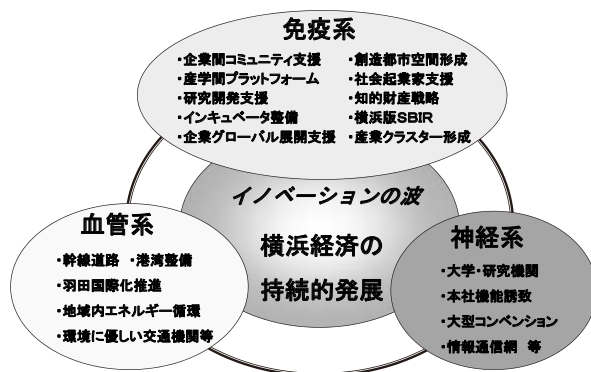 免疫系
・企業間コミュニティ支援
・産学間プラットフォーム
・研究開発支援
・インキュベータ整備
・企業グローバル展開支援
・創造都市空間形成
・社会起業家支援
・知的財産戦略
・横浜版SBIR
・産業クラスター形成
イノベーションの波
横浜経済の
持続的発展
血管系
・幹線道路 ・港湾整備
・羽田国際化推進
・地域内エネルギー循環
・環境に優しい交通機関等
神経系
・大学・研究機関
・本社機能誘致
・大型コンベンション
・情報通信網 等